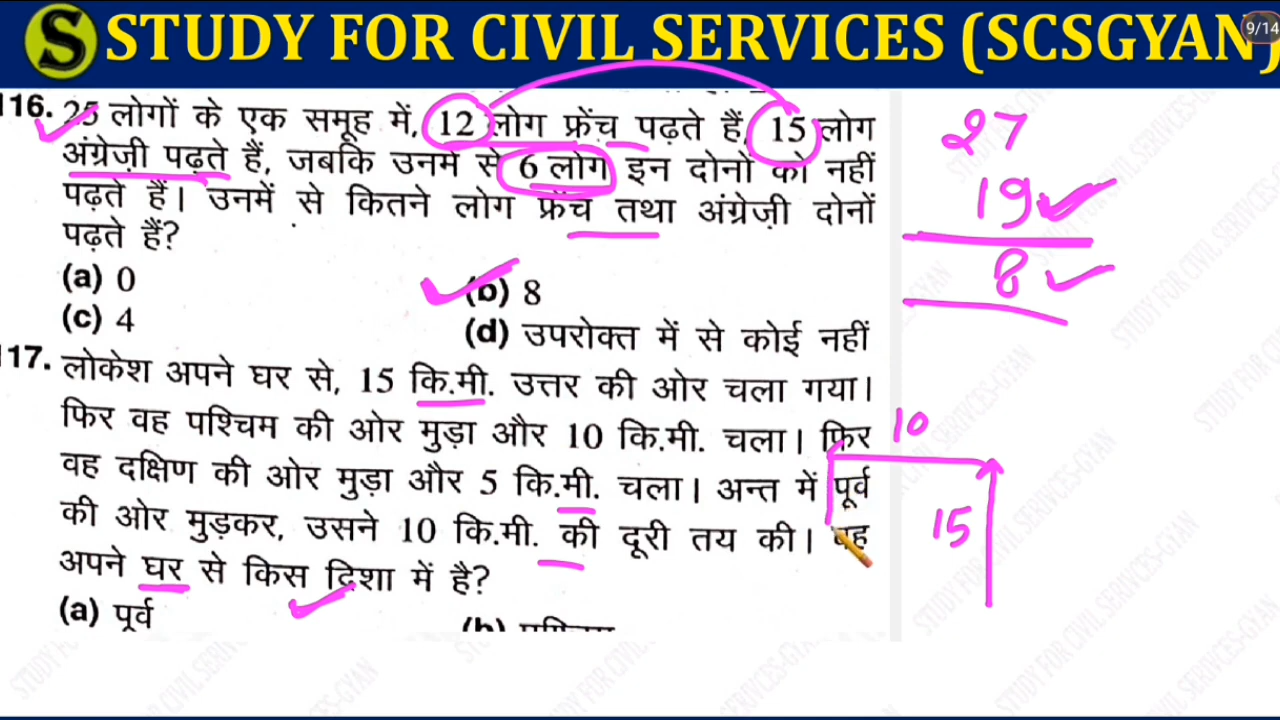 S STUDY FOR CIVIL SERVICES (SCSGYAN)
9/14
116. 25 लोगों के एक समूह में, 12 लोग फ्रेंच पढ़ते हैं, 15 लोग
अंग्रेज़ी पढ़ते हैं, जबकि उनमें से 6 लोग इन दोनों को नहीं
पढ़ते हैं। उनमें से कितने लोग फ्रेंच तथा अंग्रेज़ी दोनों
पढ़ते हैं?
(a) 0
(b) 8
(c) 4
(d) उपरोक्त में से कोई नहीं
27
19
8
117. लोकेश अपने घर से, 15 कि.मी. उत्तर की ओर चला गया।
फिर वह पश्चिम की ओर मुड़ा और 10 कि.मी. चला। फिर
वह दक्षिण की ओर मुड़ा और 5 कि.मी. चला। अन्त में पूर्व
की ओर मुड़कर, उसने 10 कि.मी. की दूरी तय की। वह
अपने घर से किस दिशा में है?
(a) पूर्व
(b)
10
15